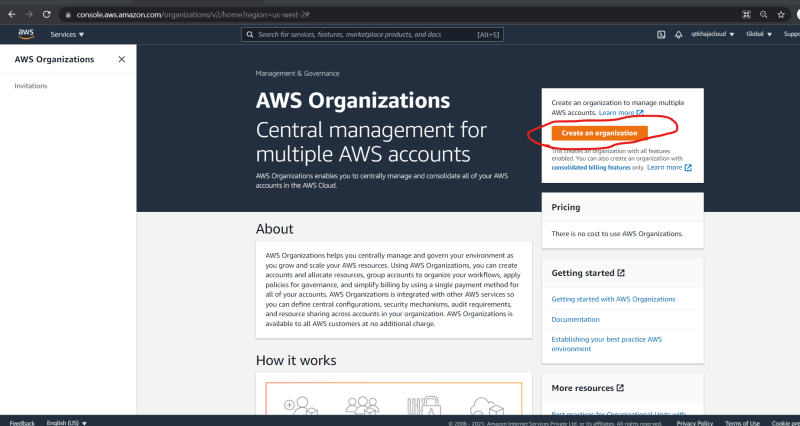 console.aws.amazon.com/organizations/v2/home?region=us-west-2#
aws
Services ▼
Search for services, features, marketplace products, and docs [Alt+S]
qtkhajacloud ▼
Global ▼
Suppo
AWS Organizations
Invitations
Management & Governance
AWS Organizations
Central management for
multiple AWS accounts
AWS Organizations enables you to centrally manage and consolidate all of your AWS
accounts in the AWS Cloud.
Create an organization to manage multiple
AWS accounts. Learn more
Create an organization
This creates an organization with all features
enabled. You can also create an organization with
consolidated billing features only. Learn more
Pricing
There is no cost to use AWS Organizations.
Getting started
Getting started with AWS Organizations
Documentation
Establishing your best practice AWS
environment
More resources
Best practices for Organizational Units with
About
AWS Organizations helps you centrally manage and govern your environment as
you grow and scale your AWS resources. Using AWS Organizations, you can create
accounts and allocate resources, group accounts to organize your workflows, apply
policies for governance, and simplify billing by using a single payment method for
all of your accounts. AWS Organizations is integrated with other AWS services so
you can define central configurations, security mechanisms, audit requirements,
and resource sharing across accounts in your organization. AWS Organizations is
available to all AWS customers at no additional charge.
How it works
Feedback
English (US) ▼
© 2008 - 2021, Amazon Internet Services Private Ltd. or its affiliates. All rights reserved.
Privacy Policy
Terms of Use
Cookie pre